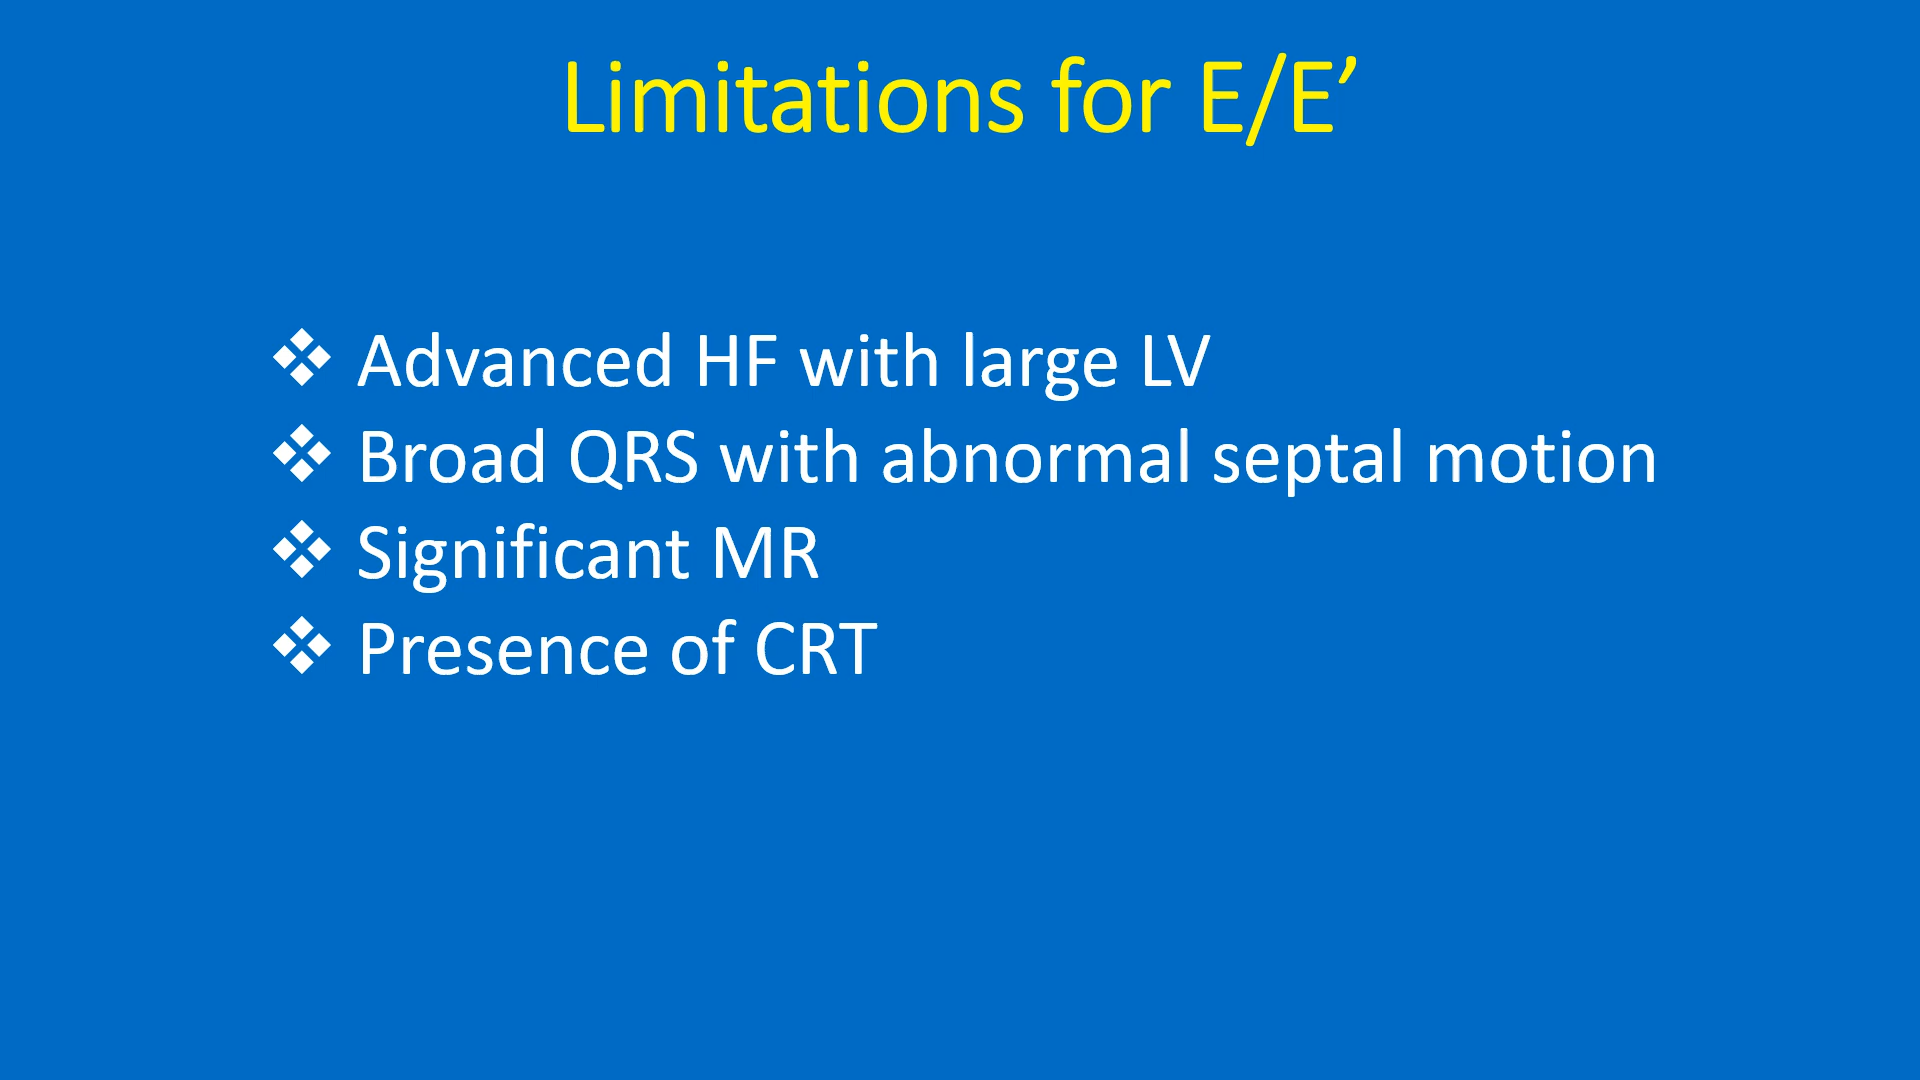 Limitations for E/E’
❖ Advanced HF with large LV
❖ Broad QRS with abnormal septal motion
❖ Significant MR
❖ Presence of CRT